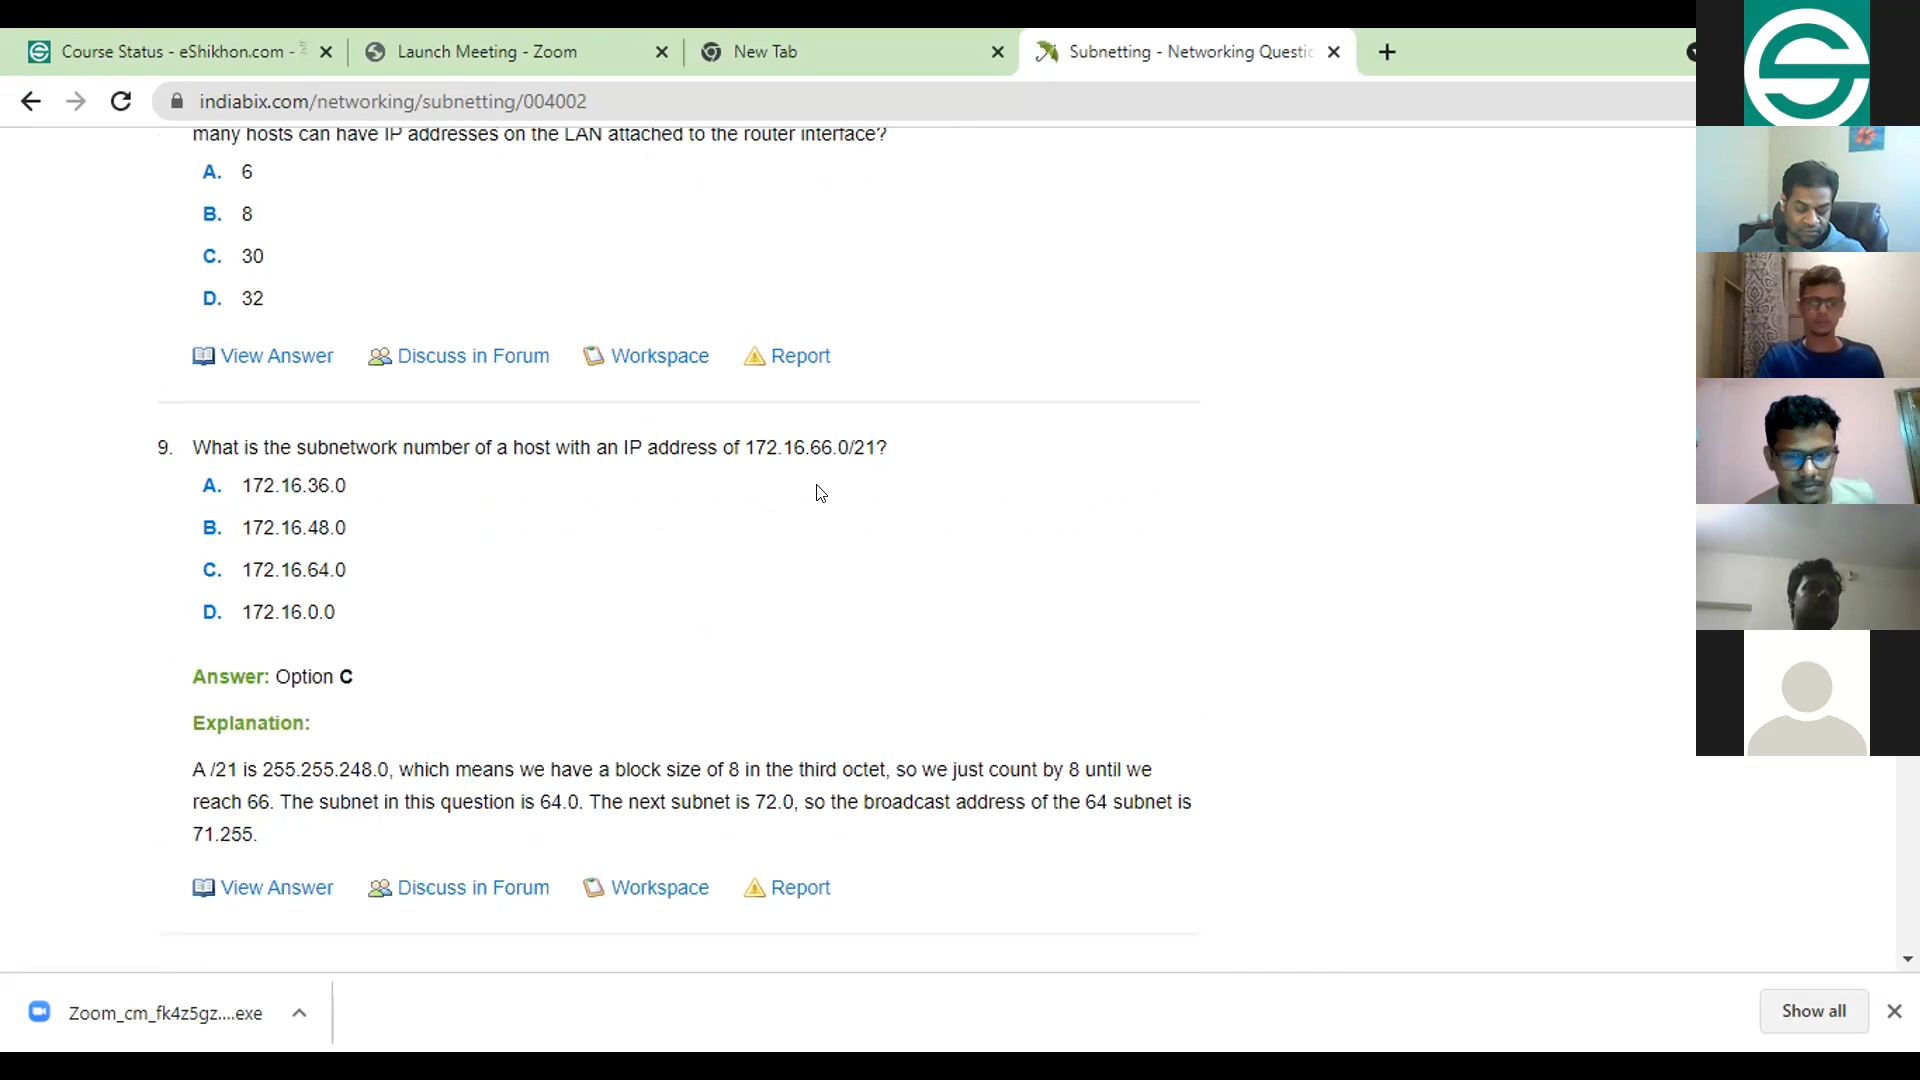 Course Status - eShikhon.com -
Launch Meeting - Zoom
New Tab
Subnetting - Networking Questic
indiabix.com/networking/subnetting/004002
many hosts can have IP addresses on the LAN attached to the router interface?
A. 6
B. 8
C. 30
D. 32
View Answer Discuss in Forum Workspace Report
9. What is the subnetwork number of a host with an IP address of 172.16.66.0/21?
A. 172.16.36.0
B. 172.16.48.0
C. 172.16.64.0
D. 172.16.0.0
Answer: Option C
Explanation:
A /21 is 255.255.248.0, which means we have a block size of 8 in the third octet, so we just count by 8 until we
reach 66. The subnet in this question is 64.0. The next subnet is 72.0, so the broadcast address of the 64 subnet is
71.255.
View Answer Discuss in Forum Workspace Report
Zoom_cm_fk4z5gz....exe
Show all